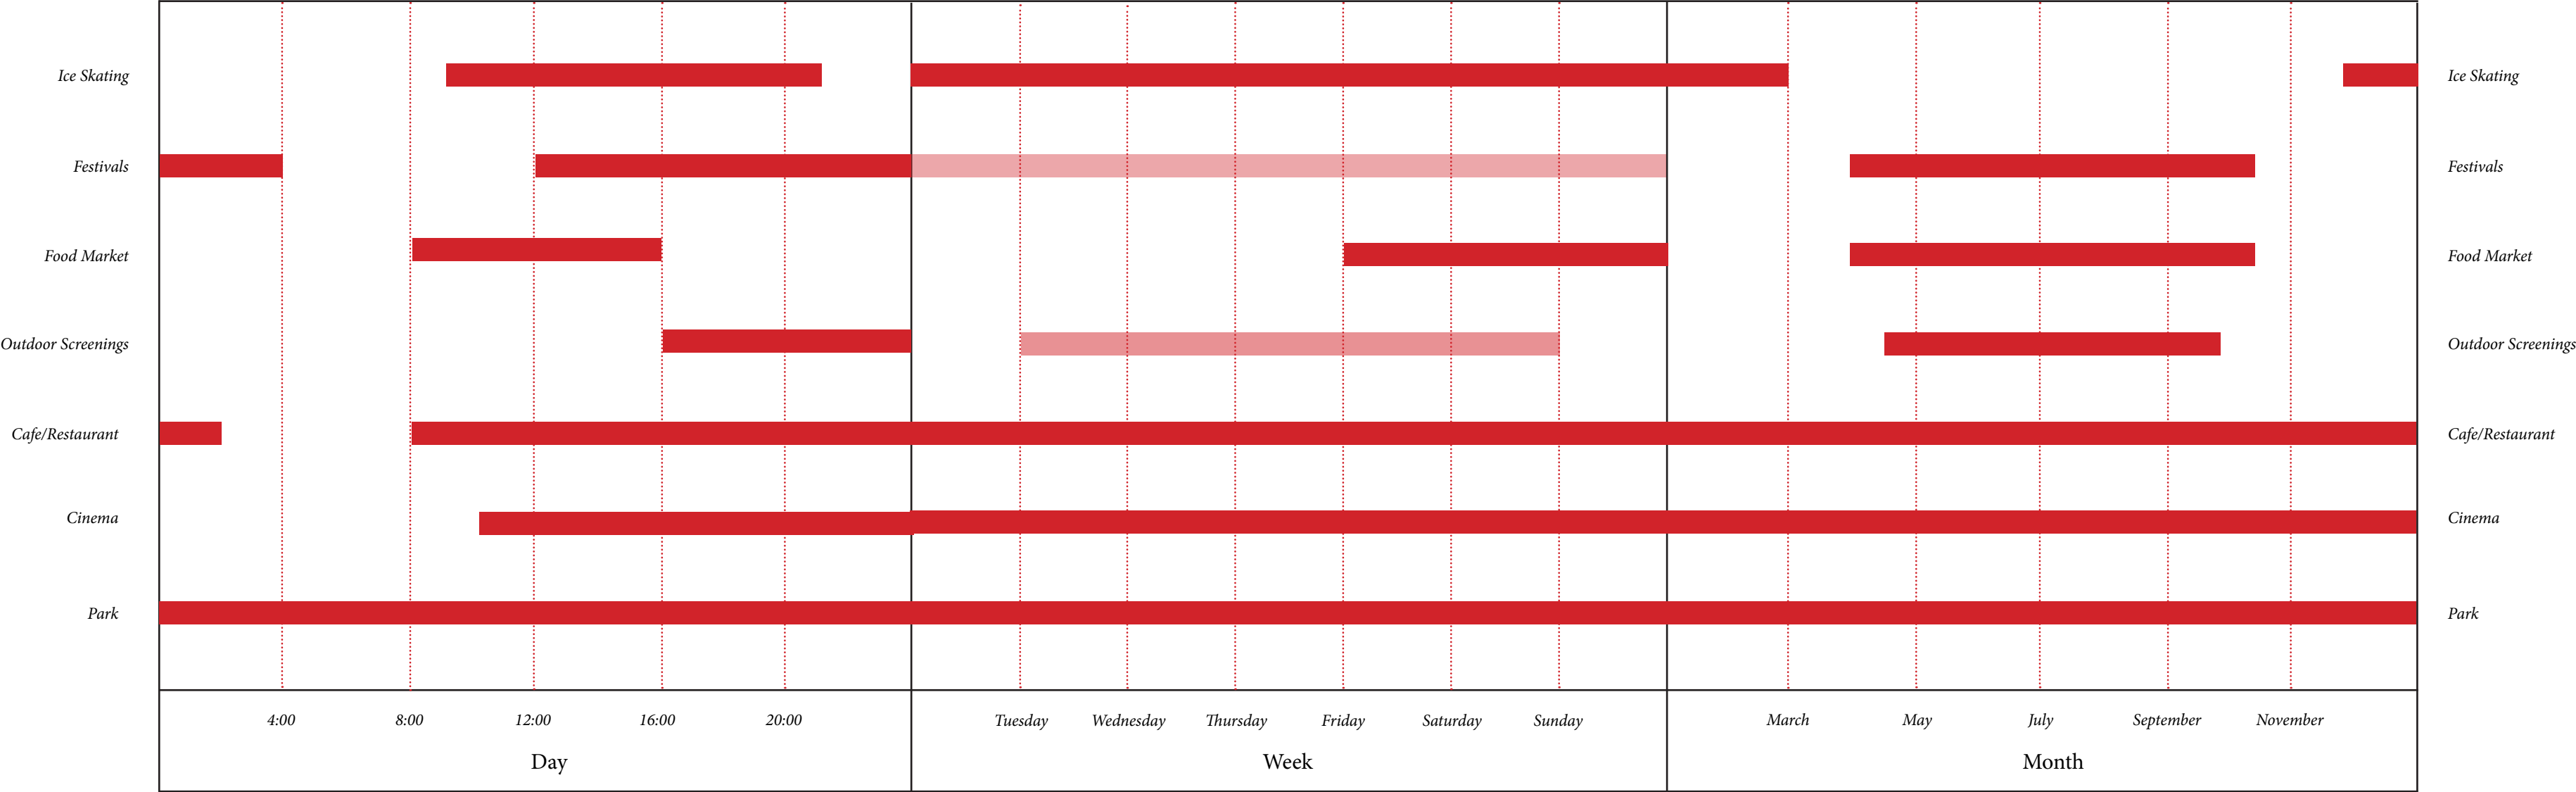 Ice Skating
Ice Skating
Festivals
Festivals
Food Market
Food Market
Outdoor Screenings
Outdoor Screenings
Cafe/Restaurant
Cafe/Restaurant
Cinema
Cinema
Park
Park
4:00 8:00 12:00 16:00 20:00 Tuesday Wednesday Thursday Friday Saturday Sunday March May July September November
Day Week Month